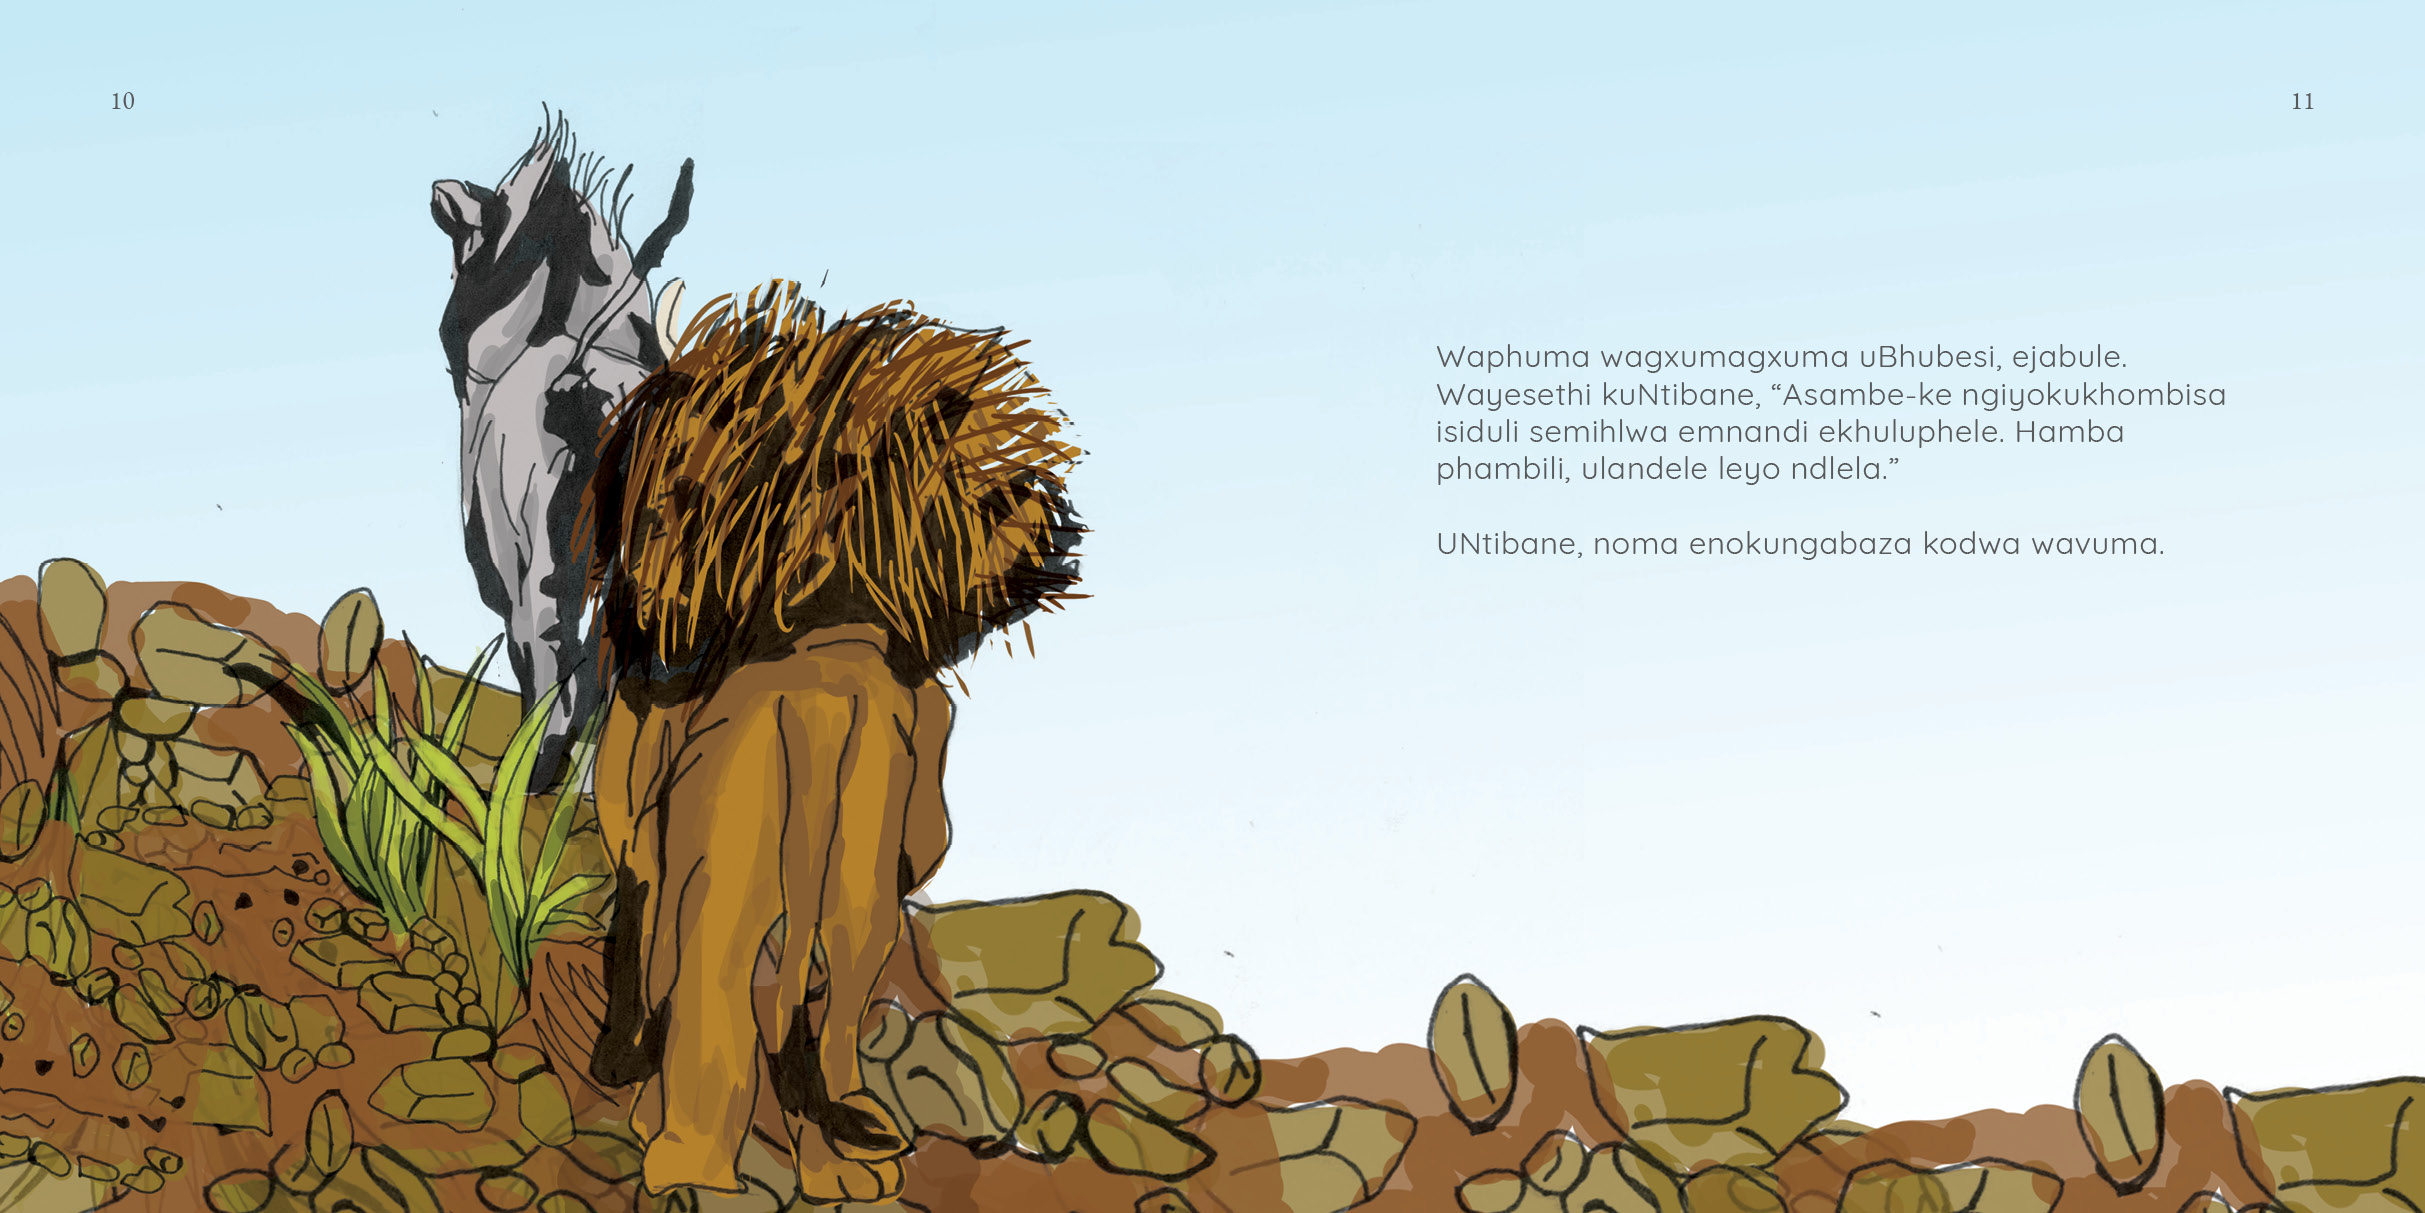 10
11
Waphuma wagxumagxuma uBhubesi, ejabule.
Wayesethi kuNtibane, “Asambe-ke ngiyokukhombisa
isiduli semihlwa emnandi ekhuluphele. Hamba
phambili, ulandele leyo ndlela.”
UNtibane, noma enokungabaza kodwa wavuma.